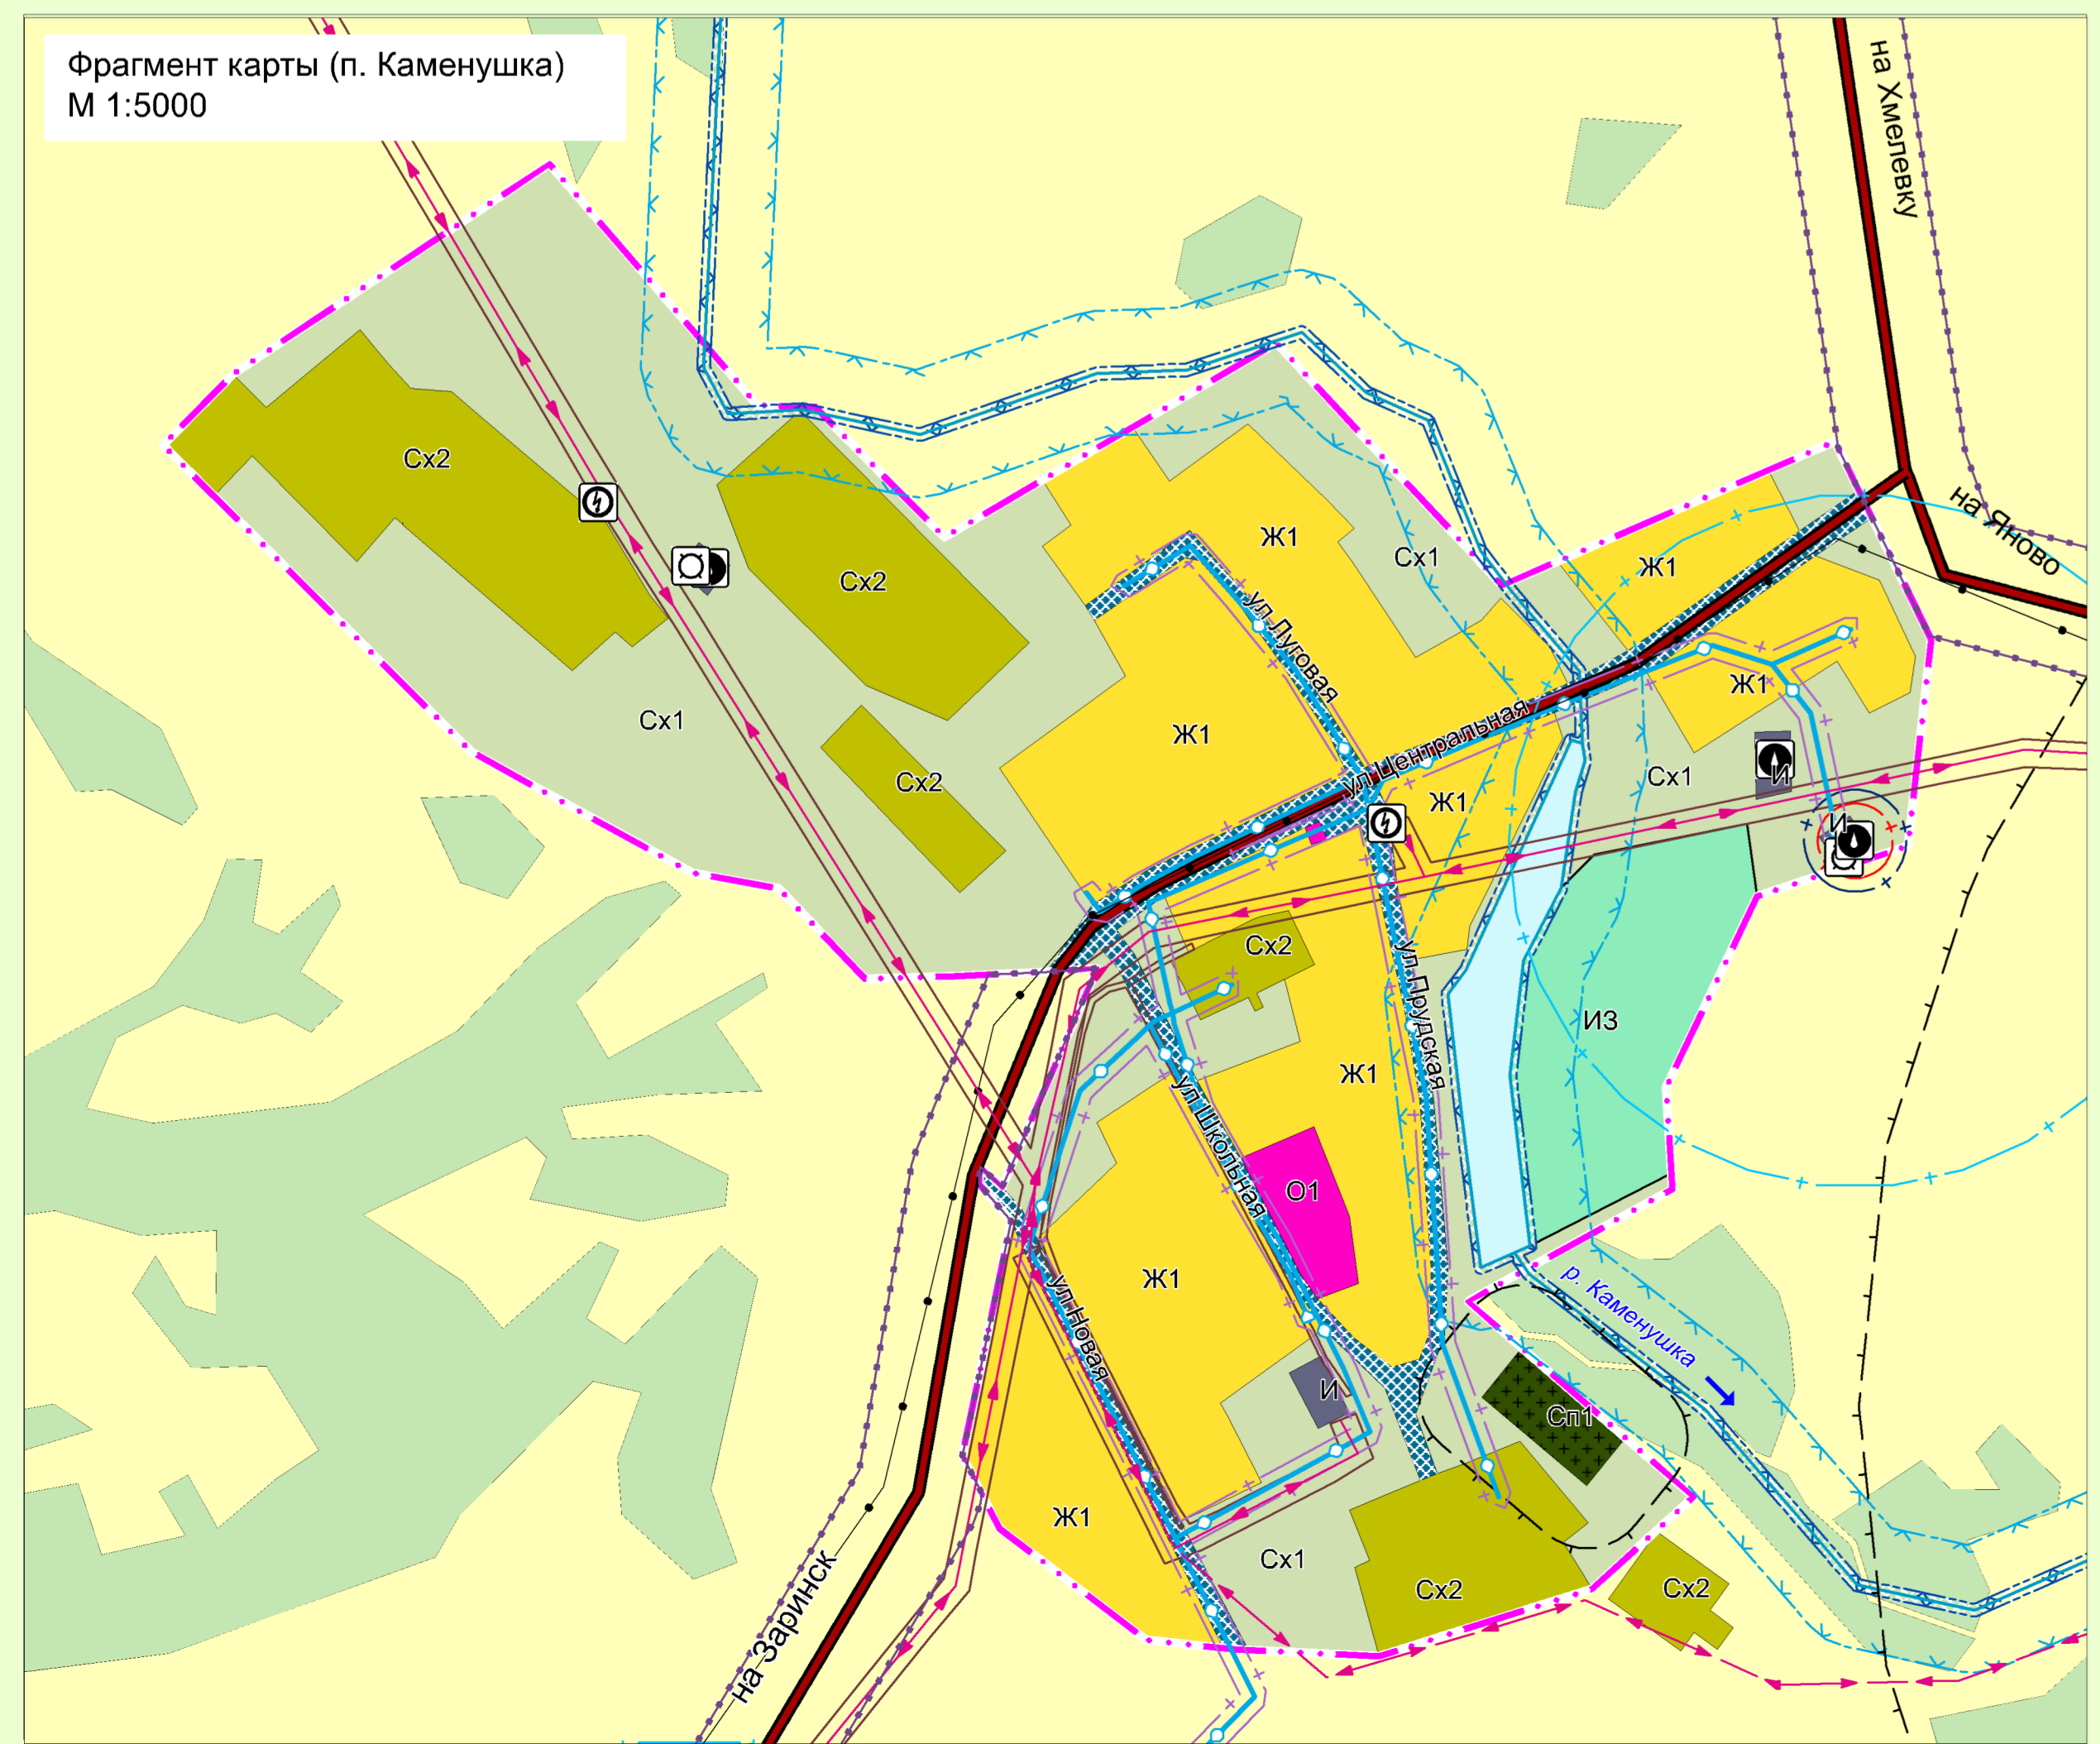 Фрагмент карты (п. Каменушка)
М 1:5000
на Хмелевку
на Яново
Сх2
Ж1
Сх1
Ж1
Сх2
ул Луговая
Ж1
Сх1
Ж1
ул Центральная
Сх1
И
Сх2
Ж1
И
Сх2
ул Прудская
ИЗ
Ж1
ул Школьная
О1
Ж1
р. Каменушка
ул Новая
И
Сп1
Ж1
Сх1
Сх2
Сх2
на Заринск